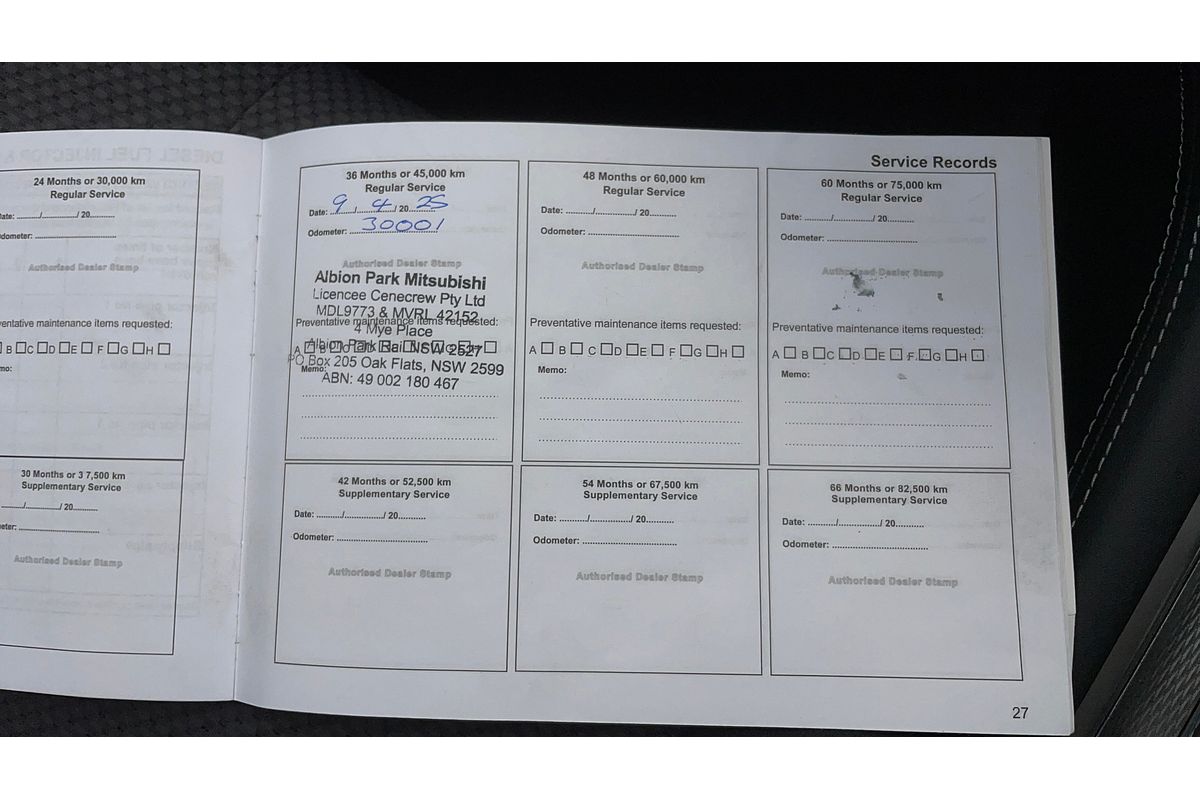 Service Records
24 Months or 30,000 km
Regular Service
ate: ......../............../ 20..........
dometer: ................................
Authorised Dealer Stamp
ventative maintenance items requested:
B C D E F G H
mo:
30 Months or 3 7,500 km
Supplementary Service
......../............../ 20..........
eter: ................................
Authorised Dealer Stamp
36 Months or 45,000 km
Regular Service
Date: 9 / 4 / 20 25
Odometer: 30001
Authorised Dealer Stamp
Albion Park Mitsubishi
Licencee Cenecrew Pty Ltd
MDL9773 & MVRL 42152
Preventative maintenance items requested:
4 Mye Place
Albion Park Rail NSW 2527
PO Box 205 Oak Flats, NSW 2599
Memo:
ABN: 49 002 180 467
42 Months or 52,500 km
Supplementary Service
Date: ........../............../ 20..........
Odometer: ................................
Authorised Dealer Stamp
48 Months or 60,000 km
Regular Service
Date: ........../............../ 20..........
Odometer: ................................
Authorised Dealer Stamp
Preventative maintenance items requested:
A B C D E F G H
Memo:
54 Months or 67,500 km
Supplementary Service
Date: ........../............../ 20..........
Odometer: ................................
Authorised Dealer Stamp
60 Months or 75,000 km
Regular Service
Date: ........../............../ 20..........
Odometer: ................................
Authorised Dealer Stamp
Preventative maintenance items requested:
A B C D E F G H
Memo:
66 Months or 82,500 km
Supplementary Service
Date: ........../............../ 20..........
Odometer: ................................
Authorised Dealer Stamp
27